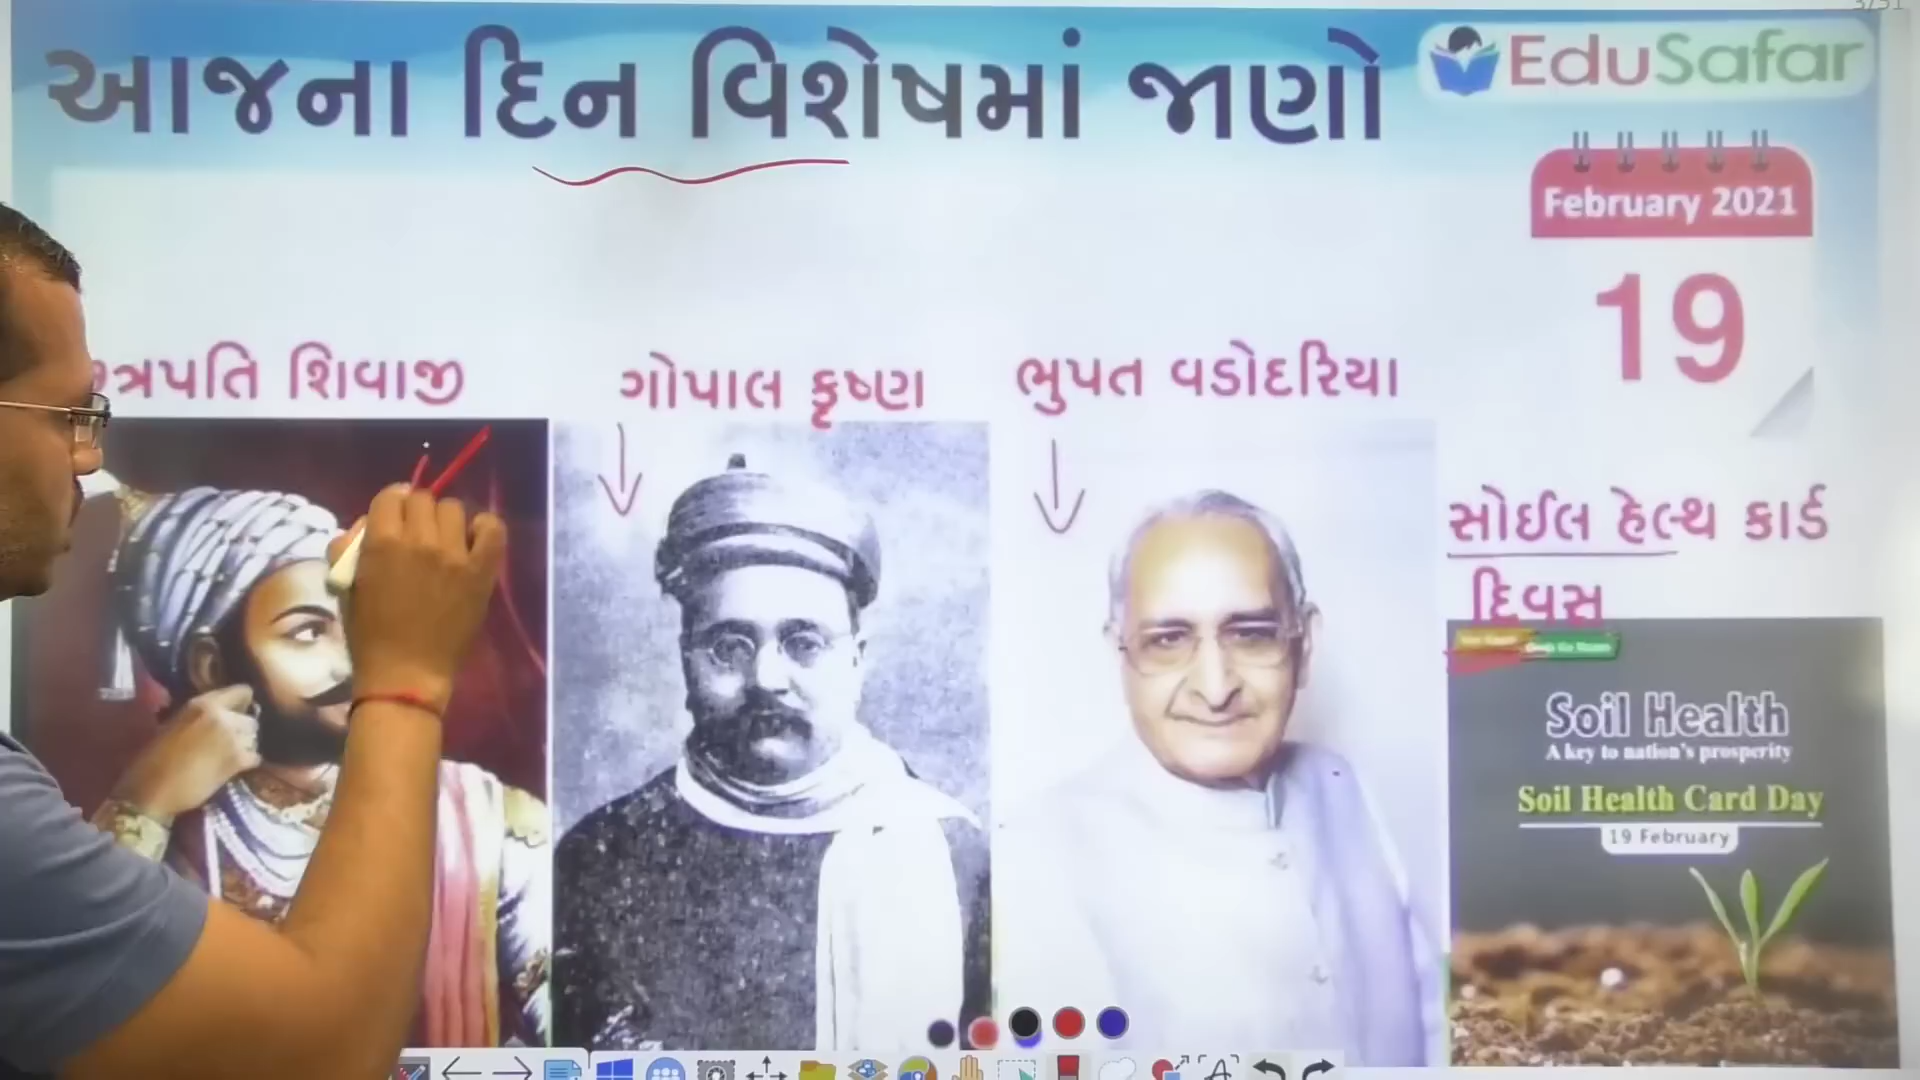 આજના દિન વિશેષમાં જાણો
EduSafar
February 2021
19
છત્રપતિ શિવાજી
ગોપાલ કૃષ્ણ
ભુપત વડોદરિયા
સોઈલ હેલ્થ કાર્ડ
દિવસ
Soil Health
A key to nation's prosperity
Soil Health Card Day
19 February